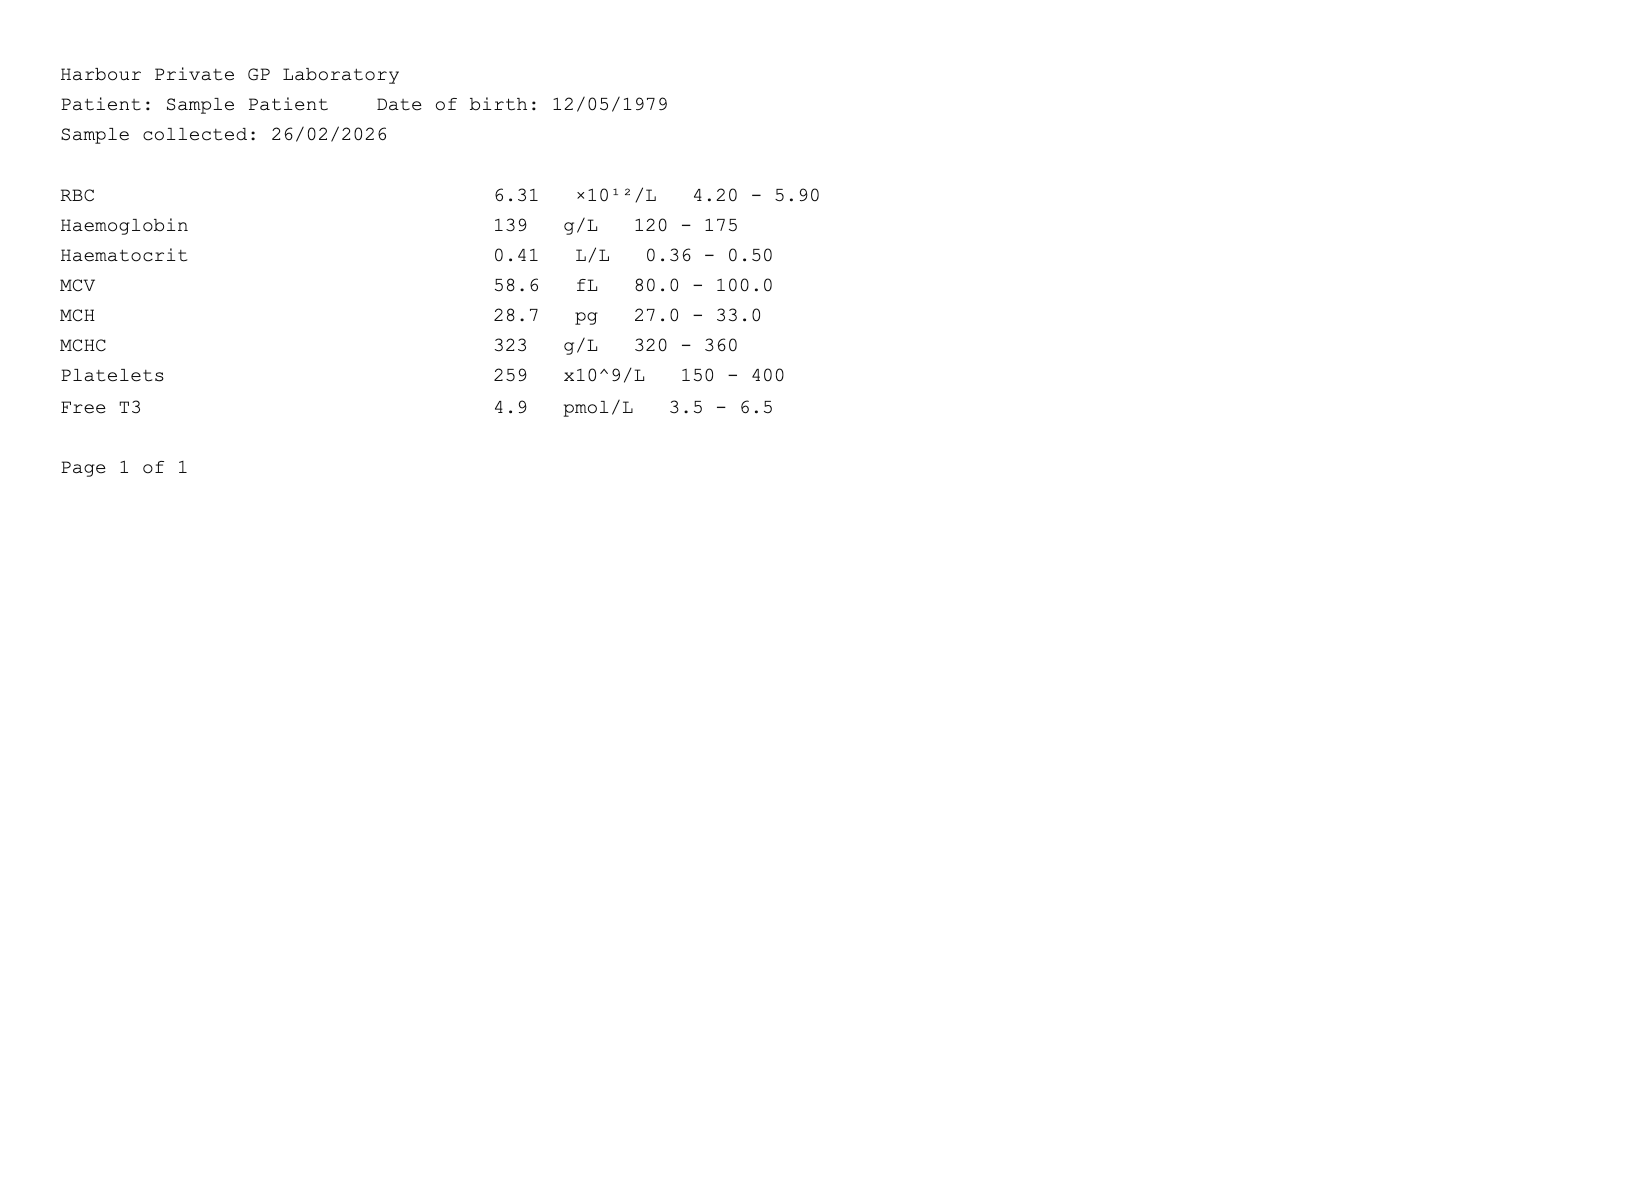 Harbour Private GP Laboratory
Patient: Sample Patient    Date of birth: 12/05/1979
Sample collected: 26/02/2026
RBC                                  6.31   ×10¹²/L   4.20 - 5.90
Haemoglobin                          139   g/L   120 - 175
Haematocrit                          0.41   L/L   0.36 - 0.50
MCV                                  58.6   fL   80.0 - 100.0
MCH                                  28.7   pg   27.0 - 33.0
MCHC                                 323   g/L   320 - 360
Platelets                            259   x10^9/L   150 - 400
Free T3                              4.9   pmol/L   3.5 - 6.5
Page 1 of 1